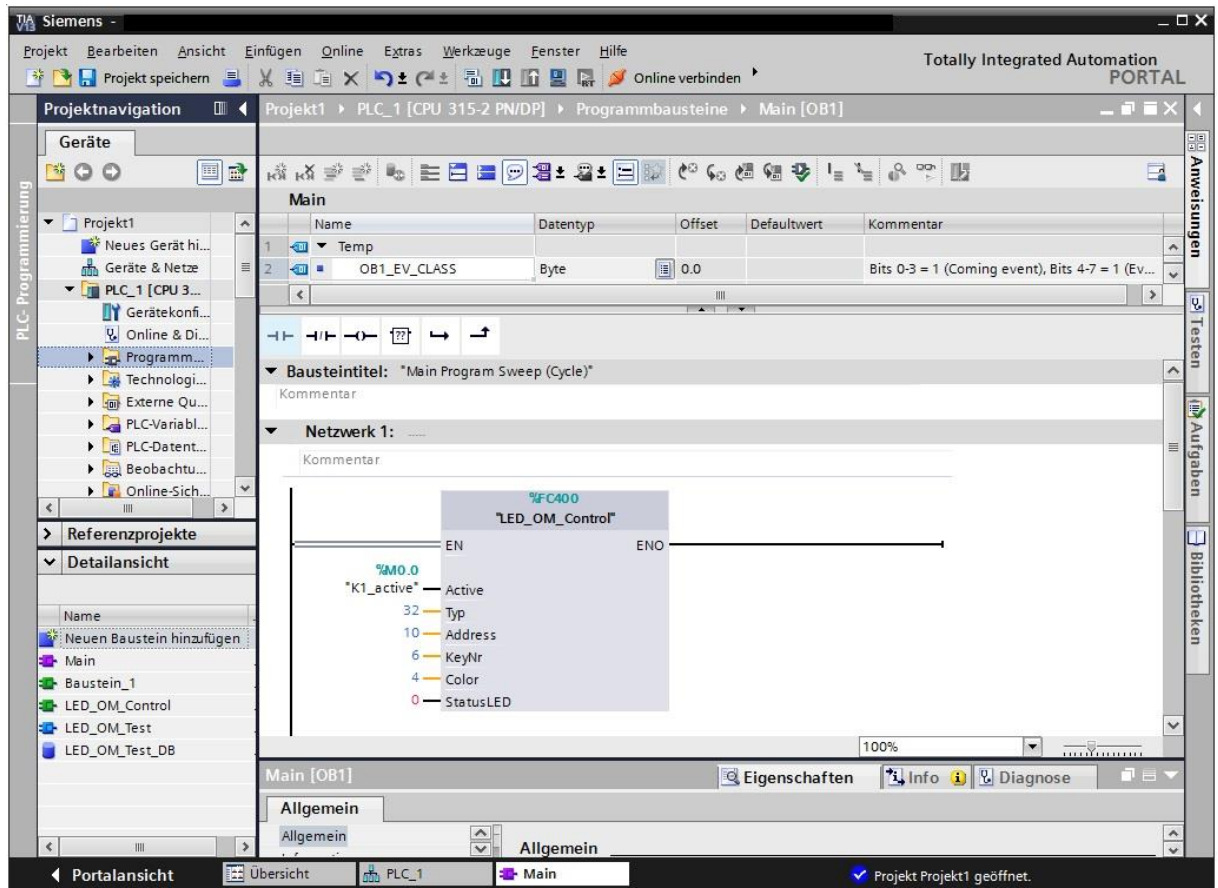 TIA
V13
Siemens -
Projekt Bearbeiten Ansicht Einfügen Online Extras Werkzeuge Fenster Hilfe
Totally Integrated Automation
PORTAL
Projekt speichern
Online verbinden
Projektnavigation
Projekt1 PLC_1 [CPU 315-2 PN/DP] Programmbausteine Main [OB1]
Geräte
PLC-Programmierung
Projekt1
Neues Gerät hi...
Geräte & Netze
PLC_1 [CPU 3...
Gerätekonfi...
Online & Di...
Programm...
Technologi...
Externe Qu...
PLC-Variabl...
PLC-Datent...
Beobachtu...
Online-Sich...
Referenzprojekte
Detailansicht
Name
Neuen Baustein hinzufügen
Main
Baustein_1
LED_OM_Control
LED_OM_Test
LED_OM_Test_DB
Main
Name Datentyp Offset Defaultwert Kommentar
1 Temp
2 OB1_EV_CLASS Byte 0.0 Bits 0-3 = 1 (Coming event), Bits 4-7 = 1 (Ev...
??
Bausteintitel: "Main Program Sweep (Cycle)"
Kommentar
Netzwerk 1: .....
Kommentar
%FC400
"LED_OM_Control"
EN ENO
%M0.0
"K1_active" Active
32 Typ
10 Address
6 KeyNr
4 Color
0 StatusLED
100%
Main [OB1]
Eigenschaften
Info
Diagnose
Allgemein
Allgemein
Allgemein
Anweisungen
Testen
Aufgaben
Bibliotheken
Portalansicht
Übersicht
PLC_1
Main
Projekt Projekt1 geöffnet.